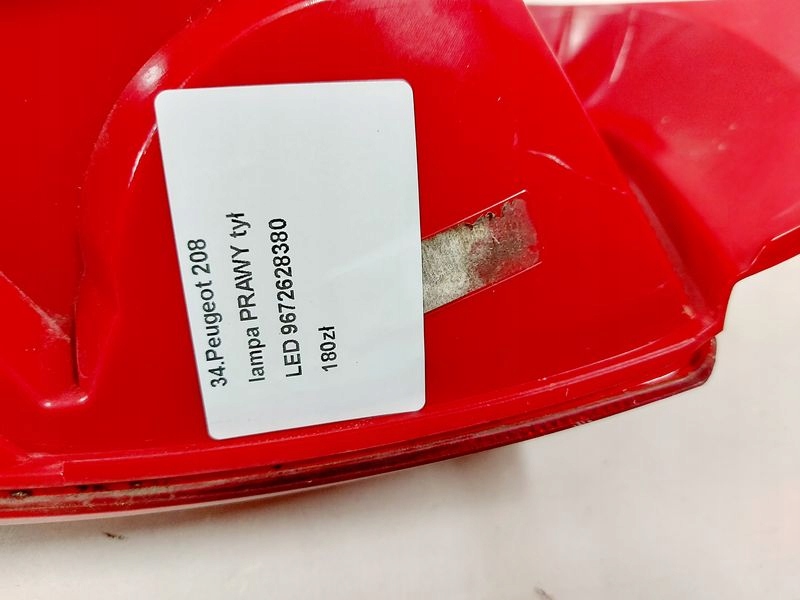 34.Peugeot 208
lampa PRAWY tył
LED 9672628380
180zł